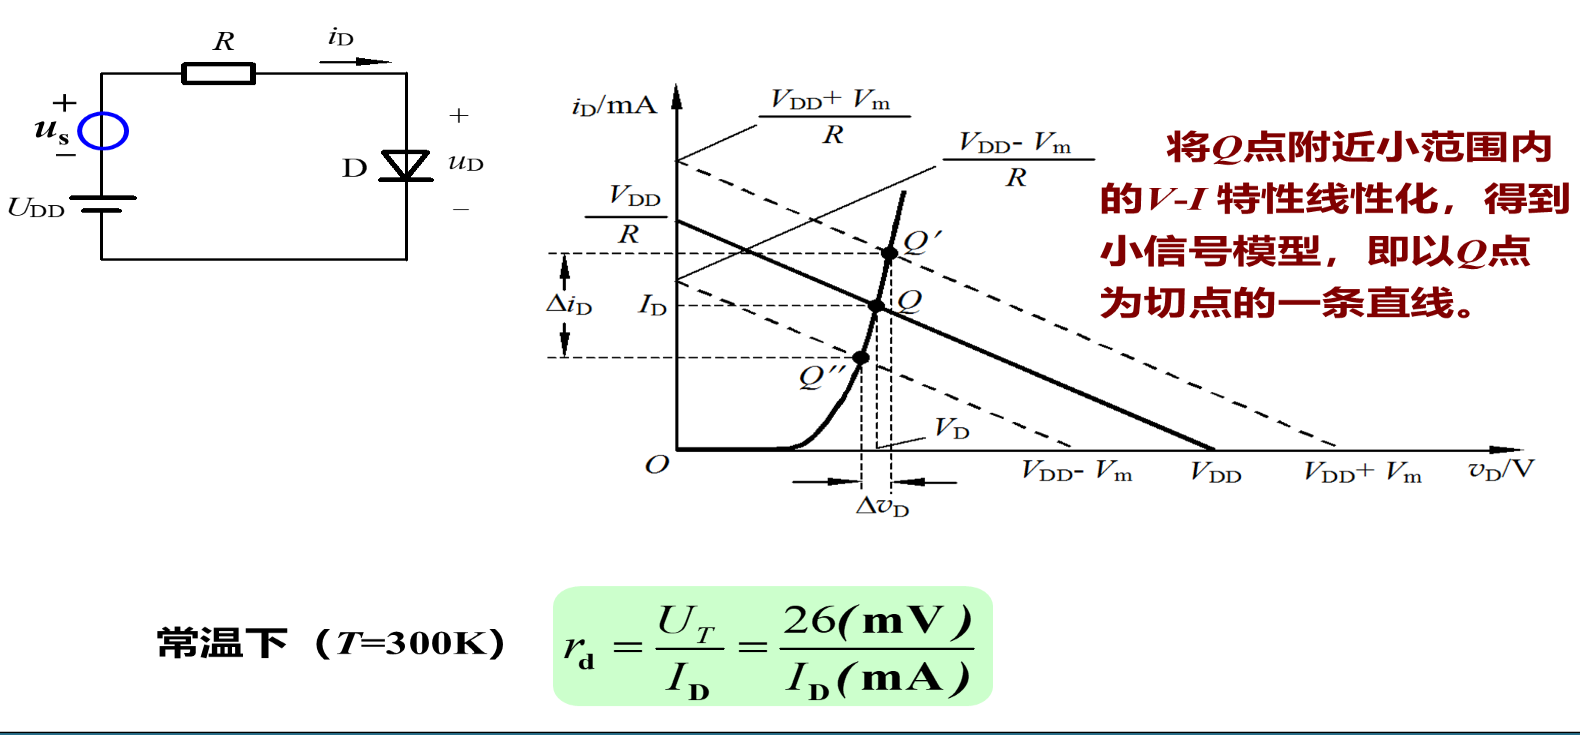 R
iD
+
us
−
UDD
D
+
uD
−
iD/mA
VDD+ Vm
R
VDD- Vm
R
VDD
R
ΔiD
ID
Q′
Q
Q″
VD
O
VDD- Vm
VDD
VDD+ Vm
vD/V
ΔvD
将Q点附近小范围内
的V-I 特性线性化，得到
小信号模型，即以Q点
为切点的一条直线。
常温下（T=300K）
rd = UT / ID = 26(mV) / ID(mA)